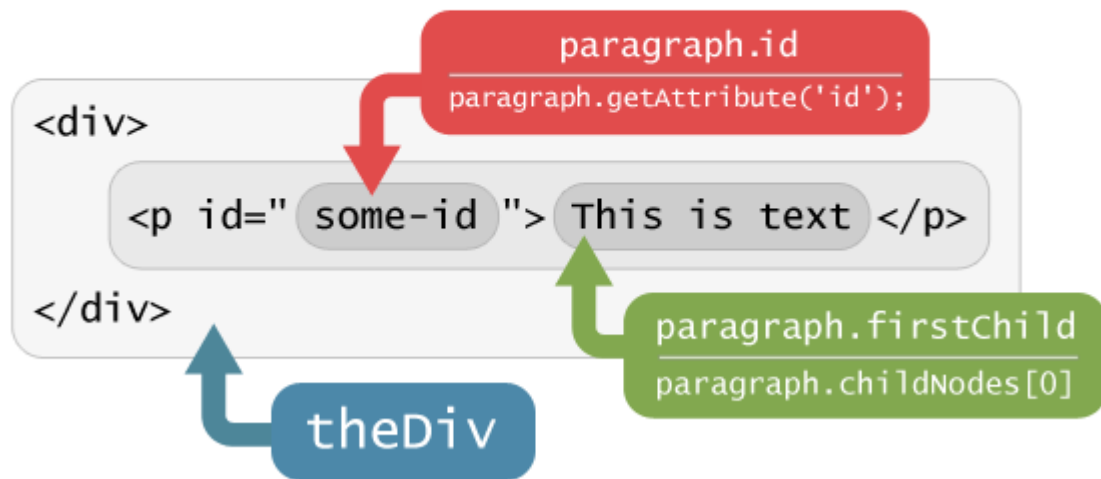 paragraph.id
paragraph.getAttribute('id');
<div>
<p id="some-id">This is text</p>
</div>
paragraph.firstChild
paragraph.childNodes[0]
theDiv